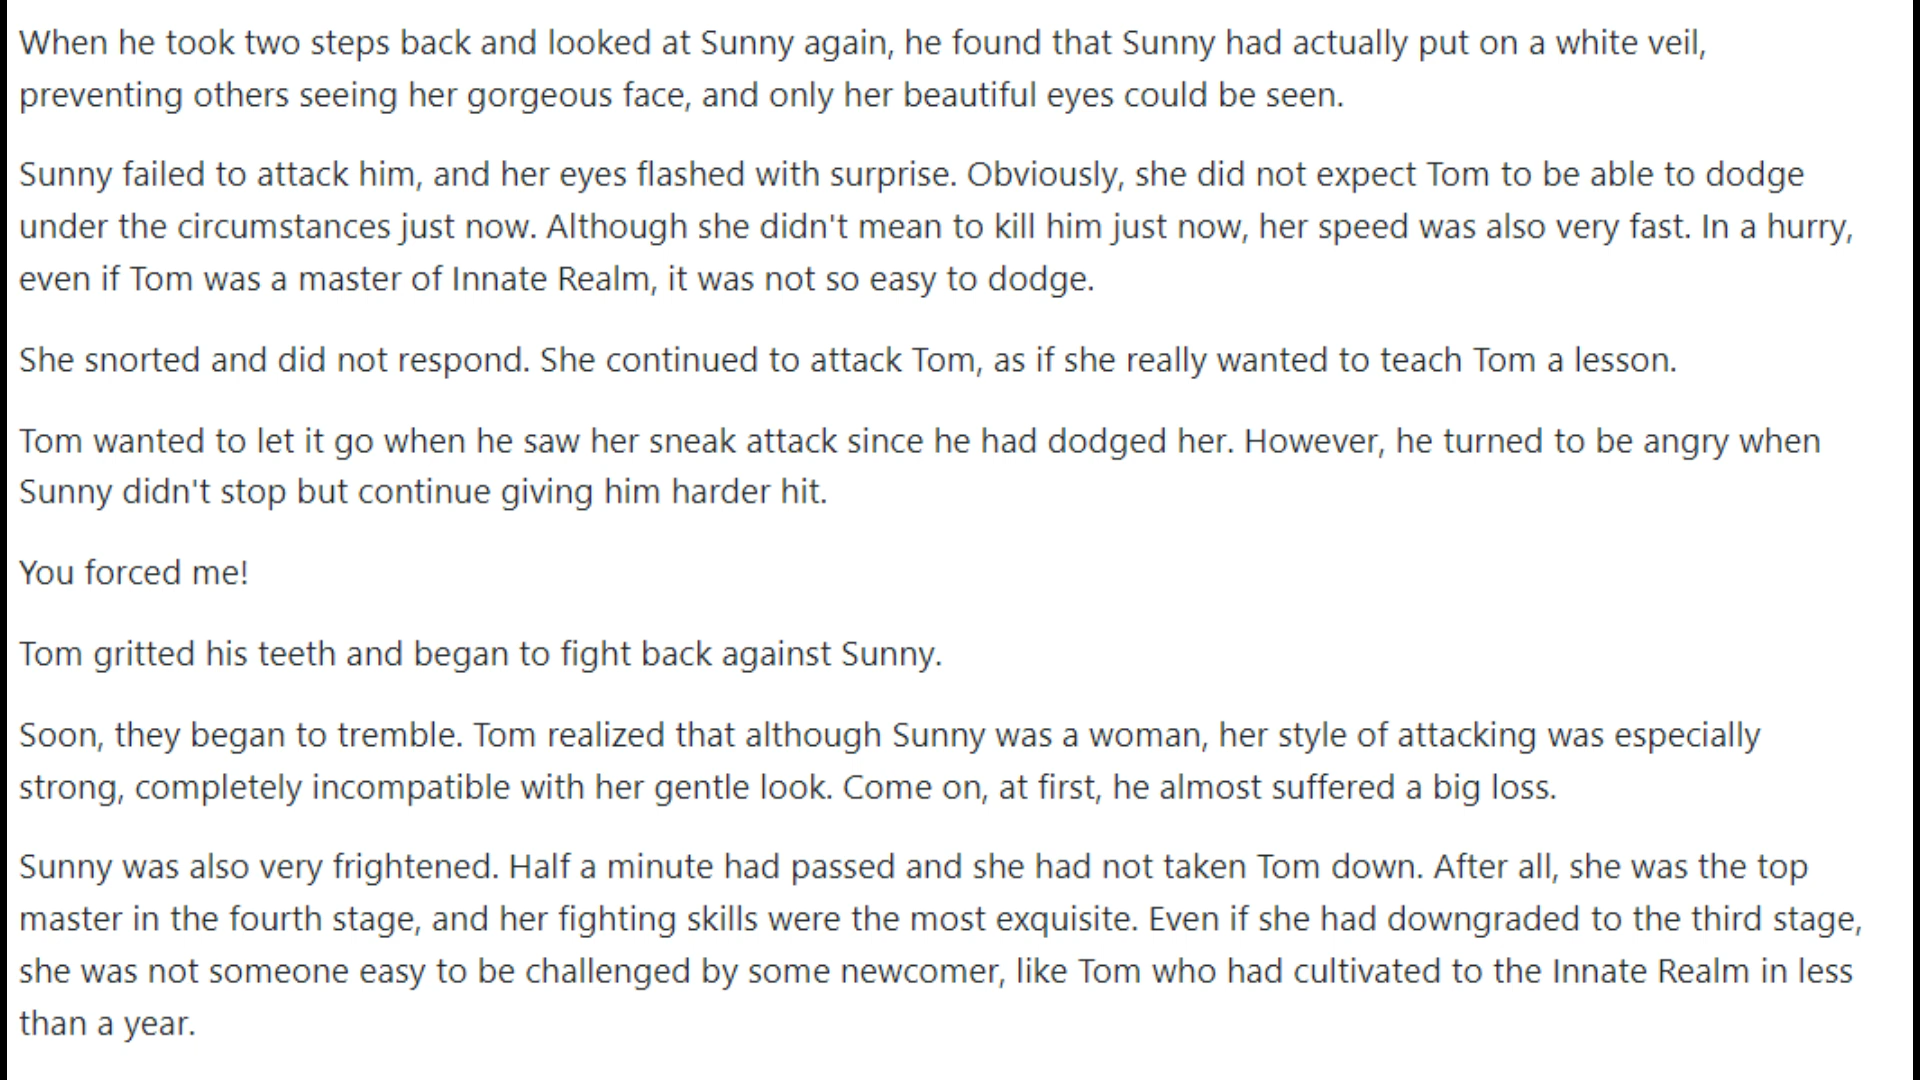 When he took two steps back and looked at Sunny again, he found that Sunny had actually put on a white veil,
preventing others seeing her gorgeous face, and only her beautiful eyes could be seen.
Sunny failed to attack him, and her eyes flashed with surprise. Obviously, she did not expect Tom to be able to dodge
under the circumstances just now. Although she didn't mean to kill him just now, her speed was also very fast. In a hurry,
even if Tom was a master of Innate Realm, it was not so easy to dodge.
She snorted and did not respond. She continued to attack Tom, as if she really wanted to teach Tom a lesson.
Tom wanted to let it go when he saw her sneak attack since he had dodged her. However, he turned to be angry when
Sunny didn't stop but continue giving him harder hit.
You forced me!
Tom gritted his teeth and began to fight back against Sunny.
Soon, they began to tremble. Tom realized that although Sunny was a woman, her style of attacking was especially
strong, completely incompatible with her gentle look. Come on, at first, he almost suffered a big loss.
Sunny was also very frightened. Half a minute had passed and she had not taken Tom down. After all, she was the top
master in the fourth stage, and her fighting skills were the most exquisite. Even if she had downgraded to the third stage,
she was not someone easy to be challenged by some newcomer, like Tom who had cultivated to the Innate Realm in less
than a year.